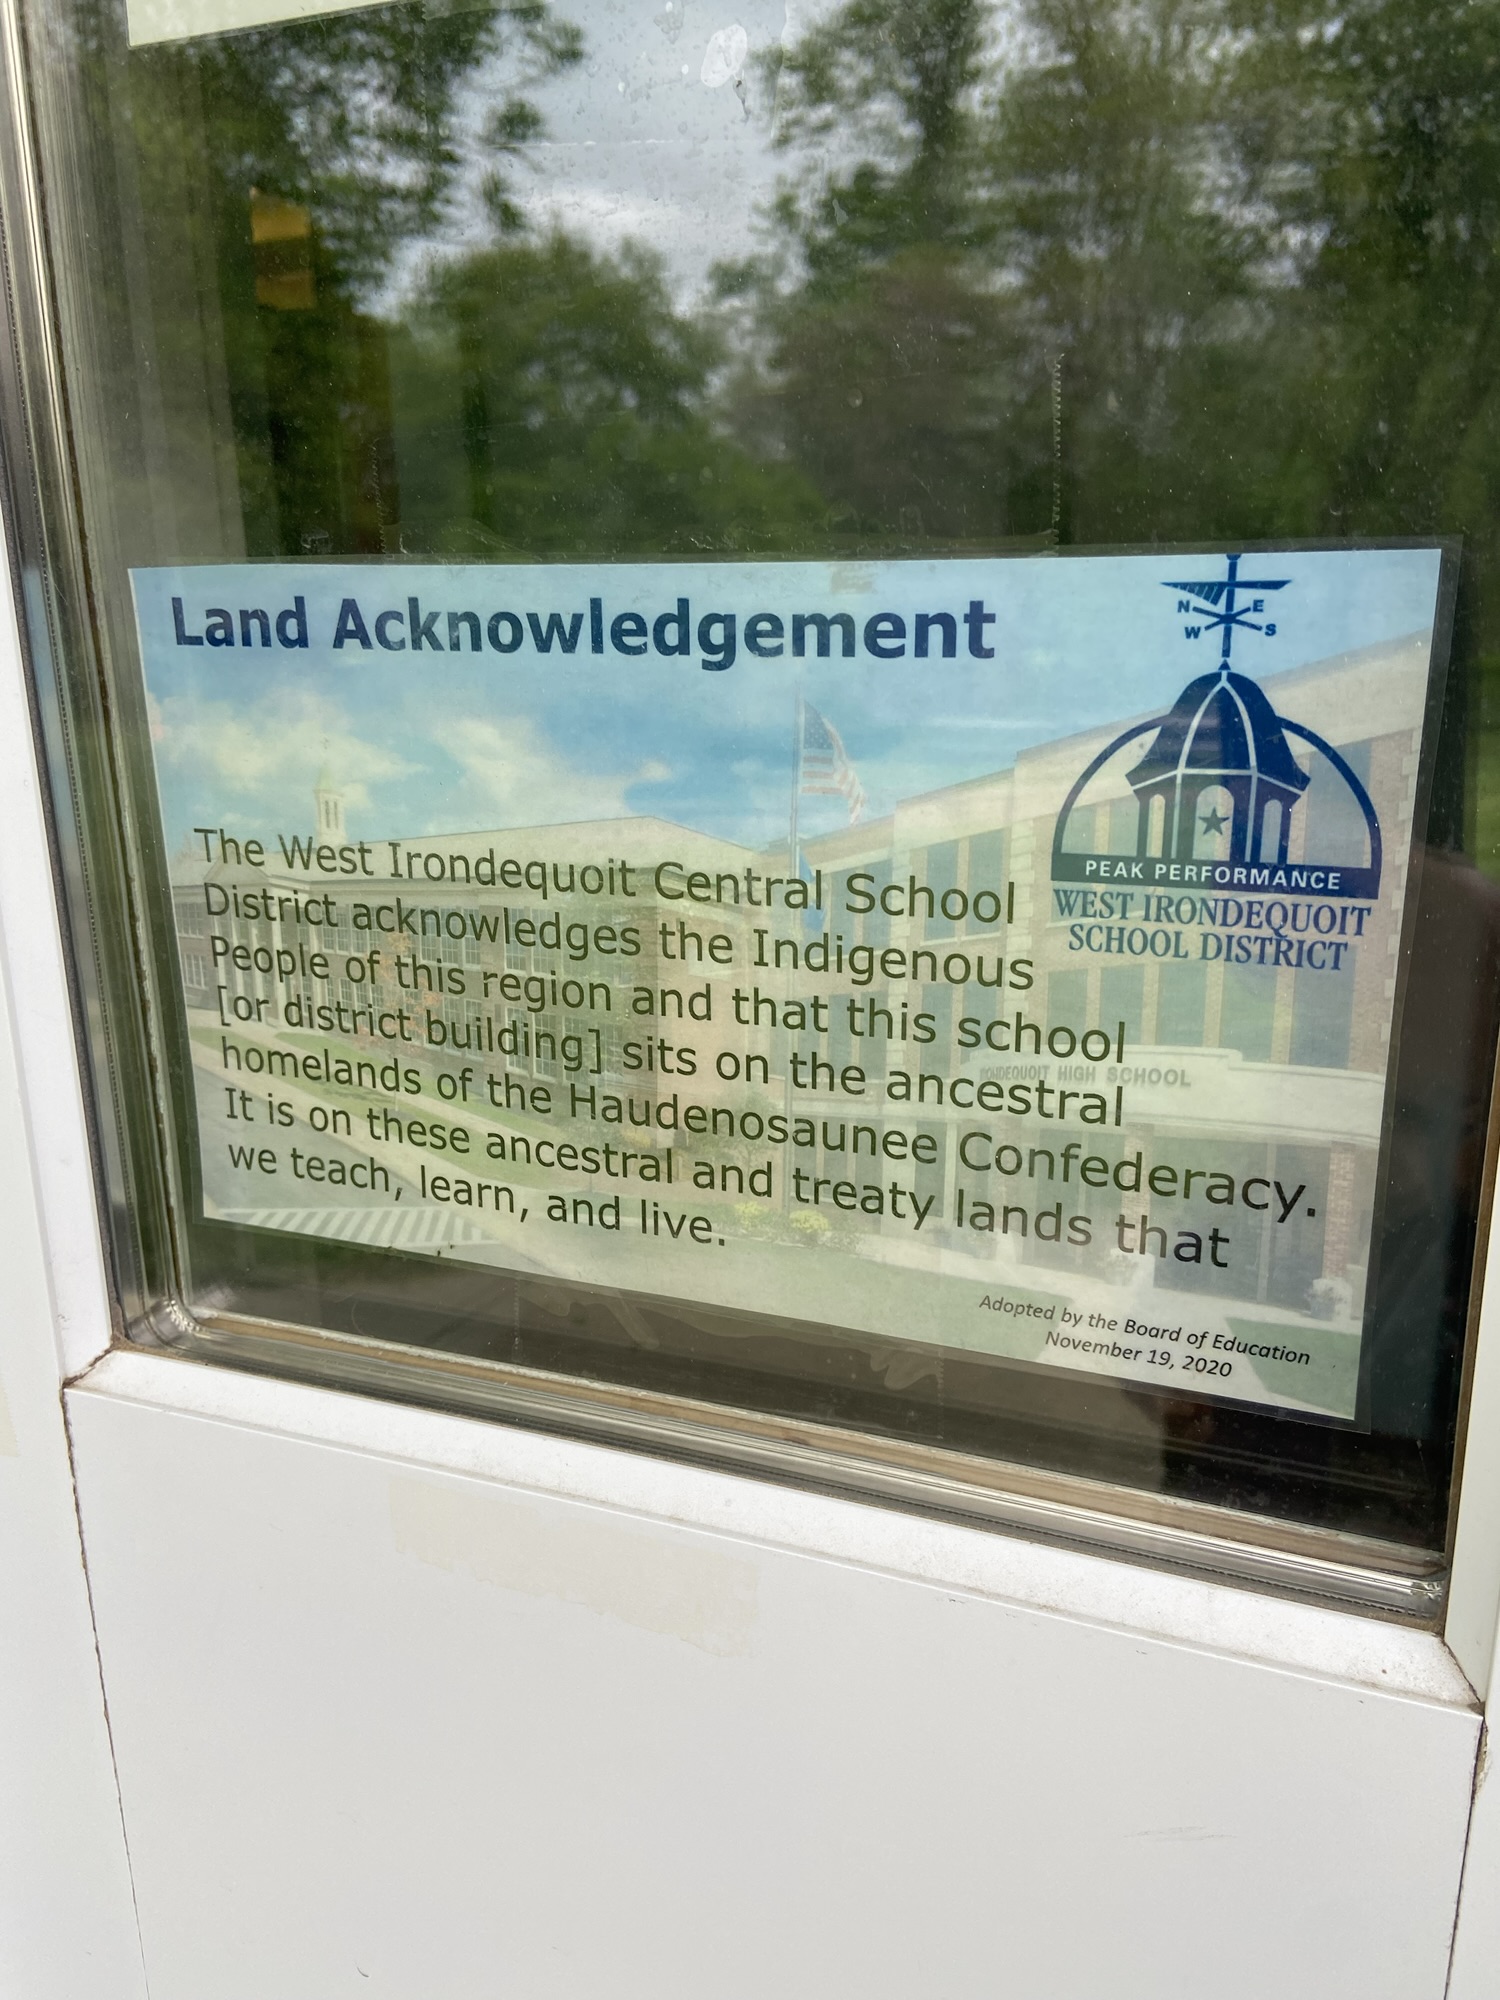 Land Acknowledgement
N E
W S
PEAK PERFORMANCE
WEST IRONDEQUOIT
SCHOOL DISTRICT
The West Irondequoit Central School
District acknowledges the Indigenous
People of this region and that this school
[or district building] sits on the ancestral
homelands of the Haudenosaunee Confederacy.
It is on these ancestral and treaty lands that
we teach, learn, and live.
HIGH SCHOOL
Adopted by the Board of Education
November 19, 2020